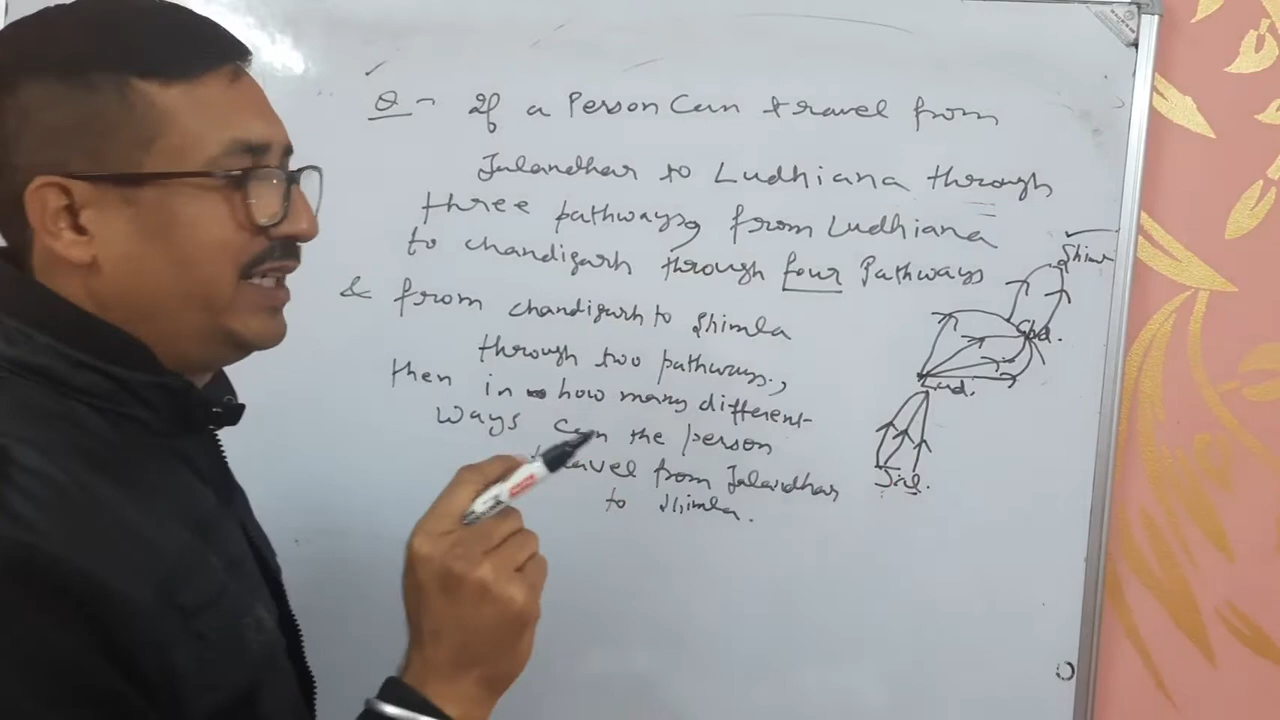 Q - If a Person Can travel from
Jalandhar to Ludhiana through
three pathways, from Ludhiana
to chandigarh through four Pathways
& from chandigarh to Shimla
through two pathways,
then in how many different
ways can the person
travel from Jalandhar
to Shimla.
Shim
Chd.
Lud.
Jal.